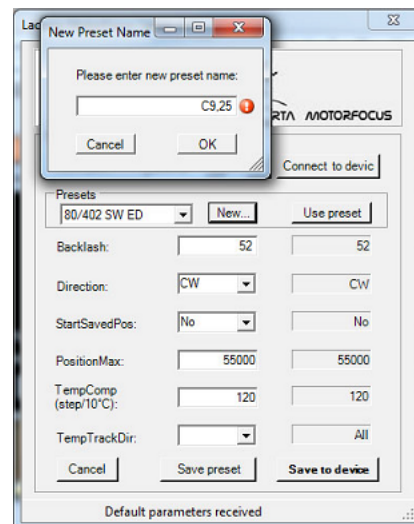 New Preset Name
Please enter new preset name:
C9,25
Cancel OK
MOTORFOCUS
Connect to devic
Presets
80/402 SW ED New... Use preset
Backlash: 52 52
Direction: CW CW
StartSavedPos: No No
PositionMax: 55000 55000
TempComp
(step/10°C): 120 120
TempTrackDir: All
Cancel Save preset Save to device
Default parameters received